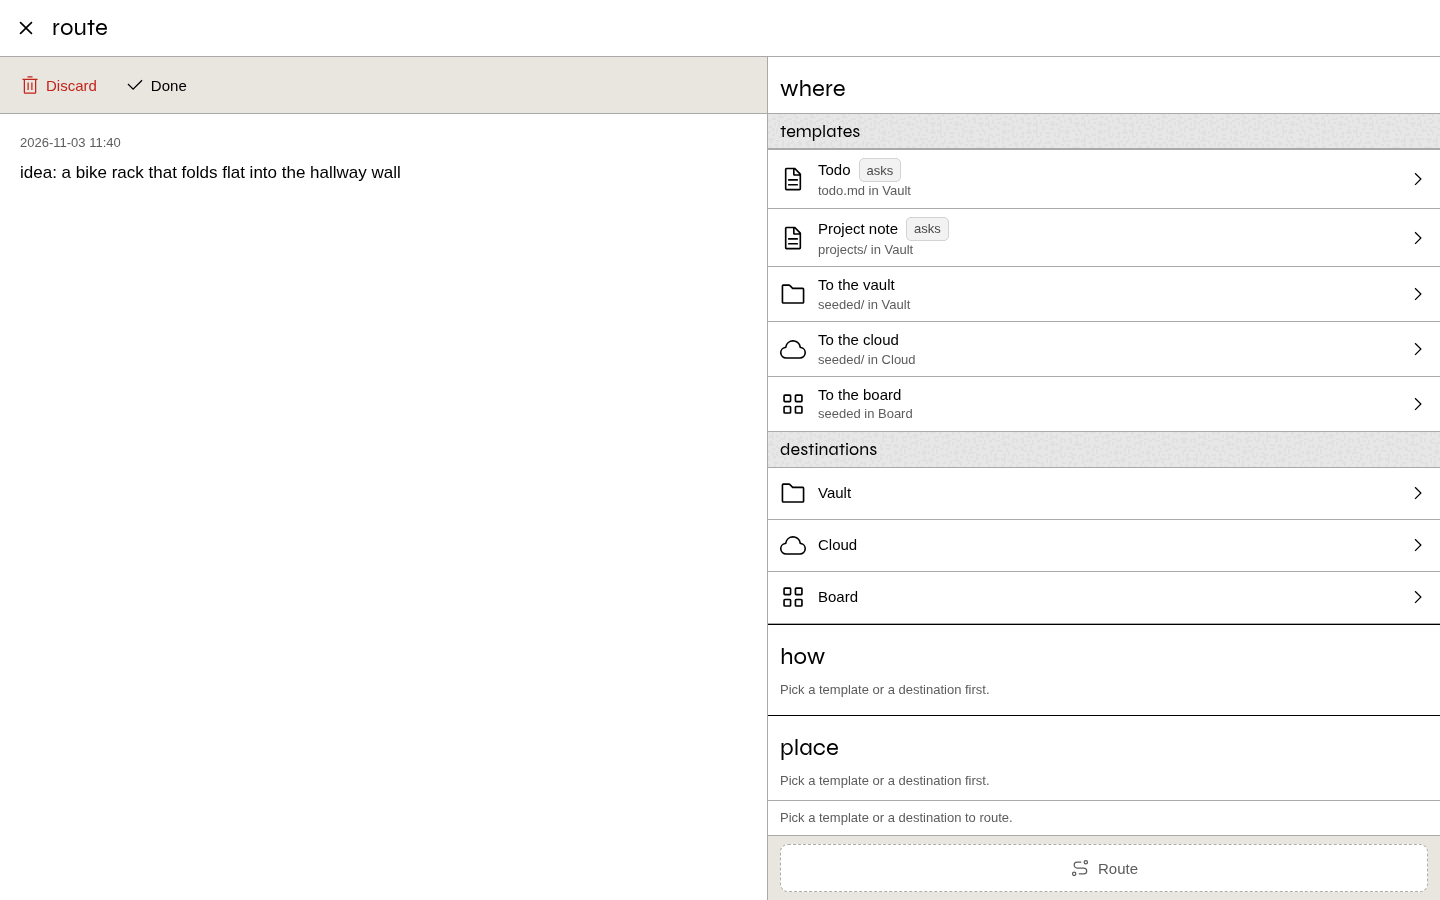 route
Discard
Done
2026-11-03 11:40
idea: a bike rack that folds flat into the hallway wall
where
templates
Todo asks
todo.md in Vault
Project note asks
projects/ in Vault
To the vault
seeded/ in Vault
To the cloud
seeded/ in Cloud
To the board
seeded in Board
destinations
Vault
Cloud
Board
how
Pick a template or a destination first.
place
Pick a template or a destination first.
Pick a template or a destination to route.
Route